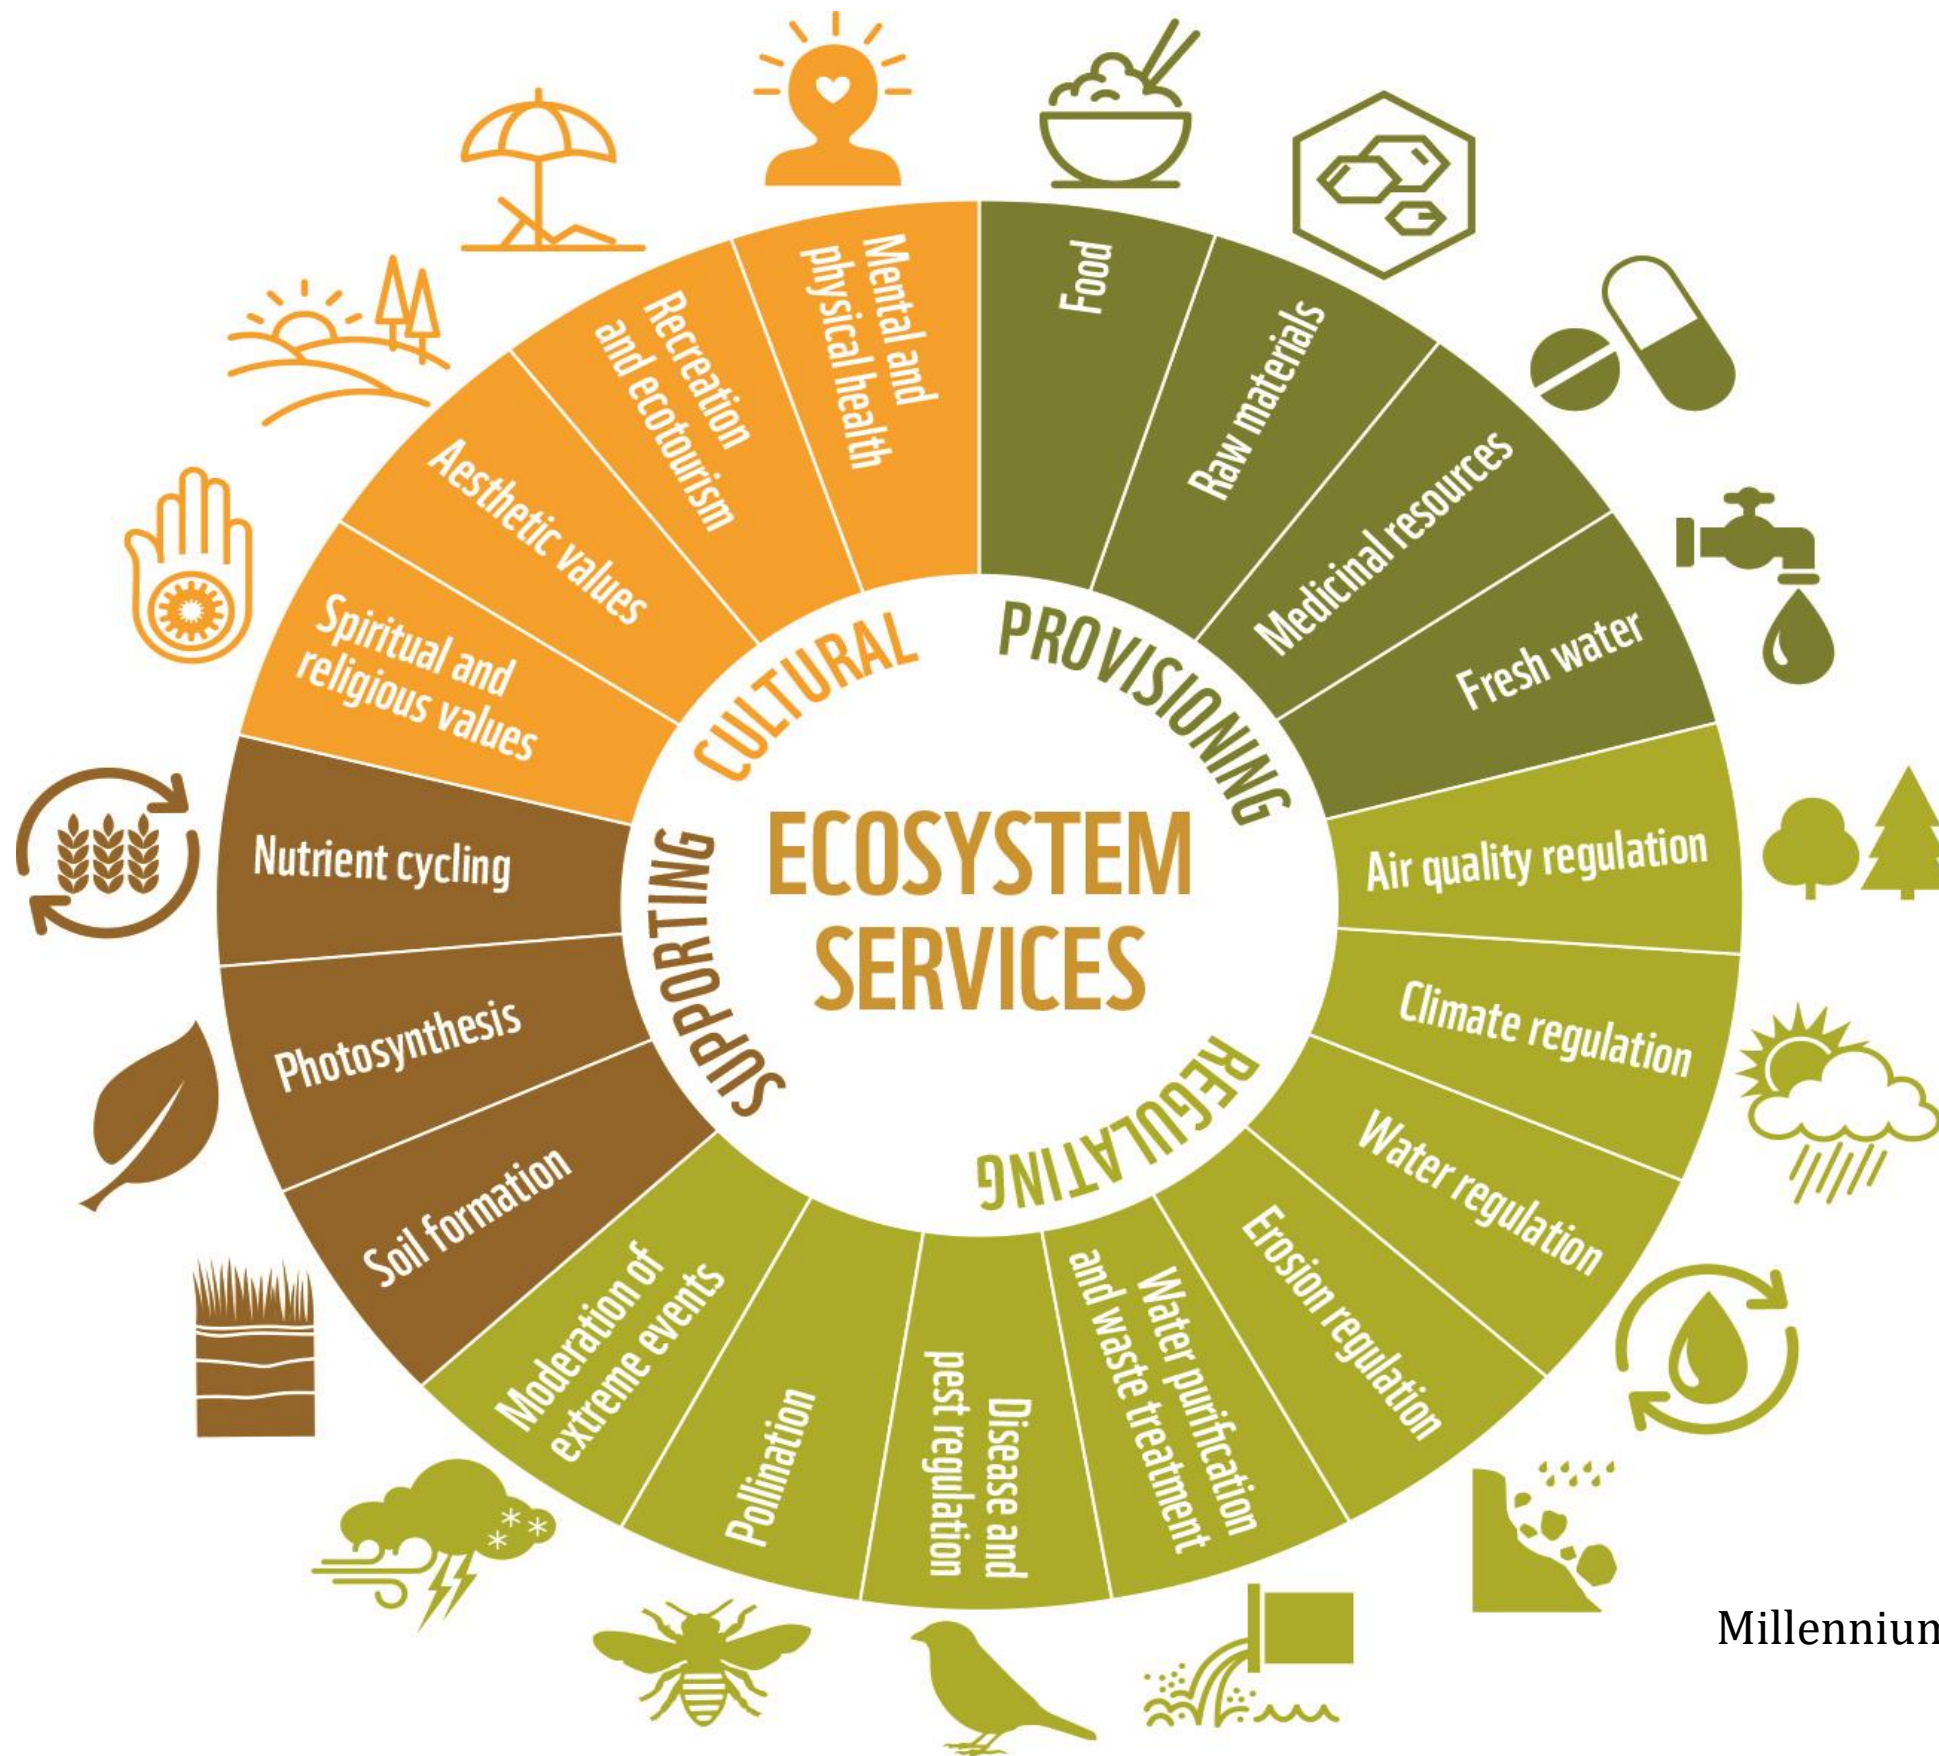 ECOSYSTEM
SERVICES
PROVISIONING
Food
Raw materials
Medicinal resources
Fresh water
REGULATING
Air quality regulation
Climate regulation
Water regulation
Erosion regulation
Water purification
and waste treatment
Disease and
pest regulation
Pollination
Moderation of
extreme events
SUPPORTING
Soil formation
Photosynthesis
Nutrient cycling
CULTURAL
Spiritual and
religious values
Aesthetic values
Recreation
and ecotourism
Mental and
physical health